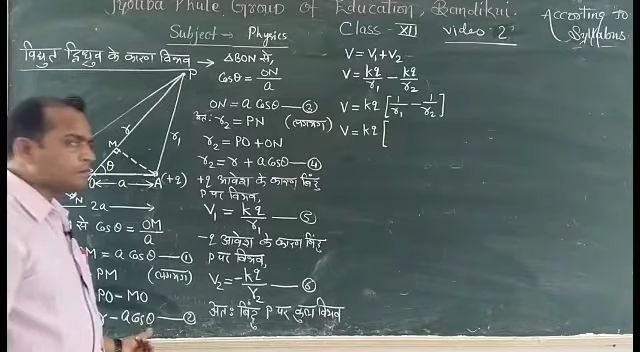 Jyotiba Phule Group of Education, Bandikui.
Subject → Physics
Class - XI
video: 2
According to Syllabus
विद्युत द्विध्रुव के कारण विभव →
P
r
r₁
M
θ
O ← a → A (+q)
N
2a →
से Cosθ = OM/a
OM = a Cosθ —①
PM (लगभग)
PO - MO
r - a Cosθ —②
ΔBON से,
Cosθ = ON/a
ON = a Cosθ —③
अतः r₂ = PN (लगभग)
r₂ = PO + ON
r₂ = r + a Cosθ —④
+q आवेश के कारण बिंदु
P पर विभव,
V₁ = kq/r₁ —⑤
-q आवेश के कारण बिंदु
P पर विभव,
V₂ = -kq/r₂ —⑥
अतः बिंदु P पर कुल विभव
V = V₁ + V₂
V = kq/r₁ - kq/r₂
V = kq [1/r₁ - 1/r₂]
V = kq [